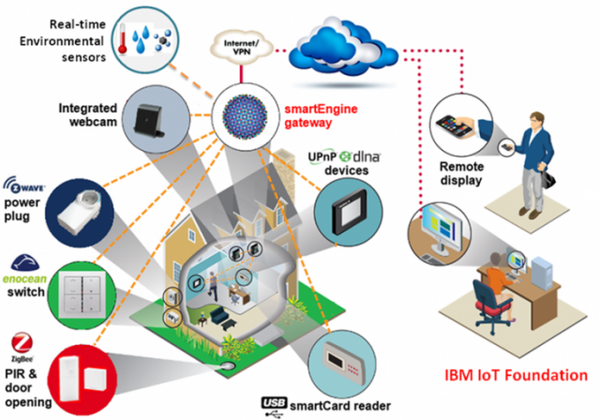 Real-time
Environmental
sensors
Internet/
VPN
Integrated
webcam
smartEngine
gateway
UPnP dlna
devices
Remote
display
Z WAVE
power
plug
enocean
switch
ZigBee
PIR &
door
opening
USB
smartCard reader
IBM IoT Foundation